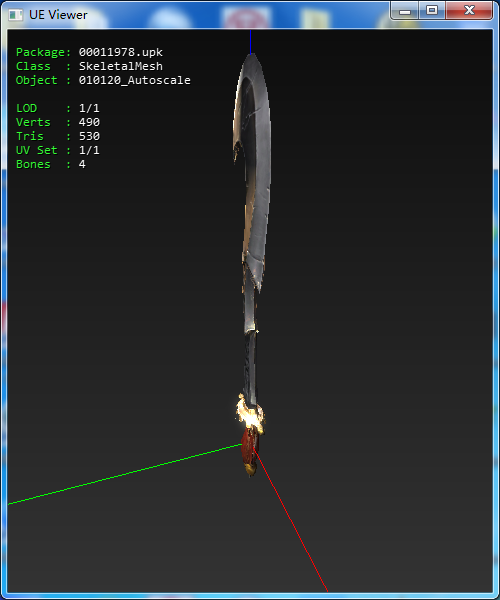 UE Viewer
Package: 00011978.upk
Class : SkeletalMesh
Object : 010120_Autoscale
LOD : 1/1
Verts : 490
Tris : 530
UV Set : 1/1
Bones : 4